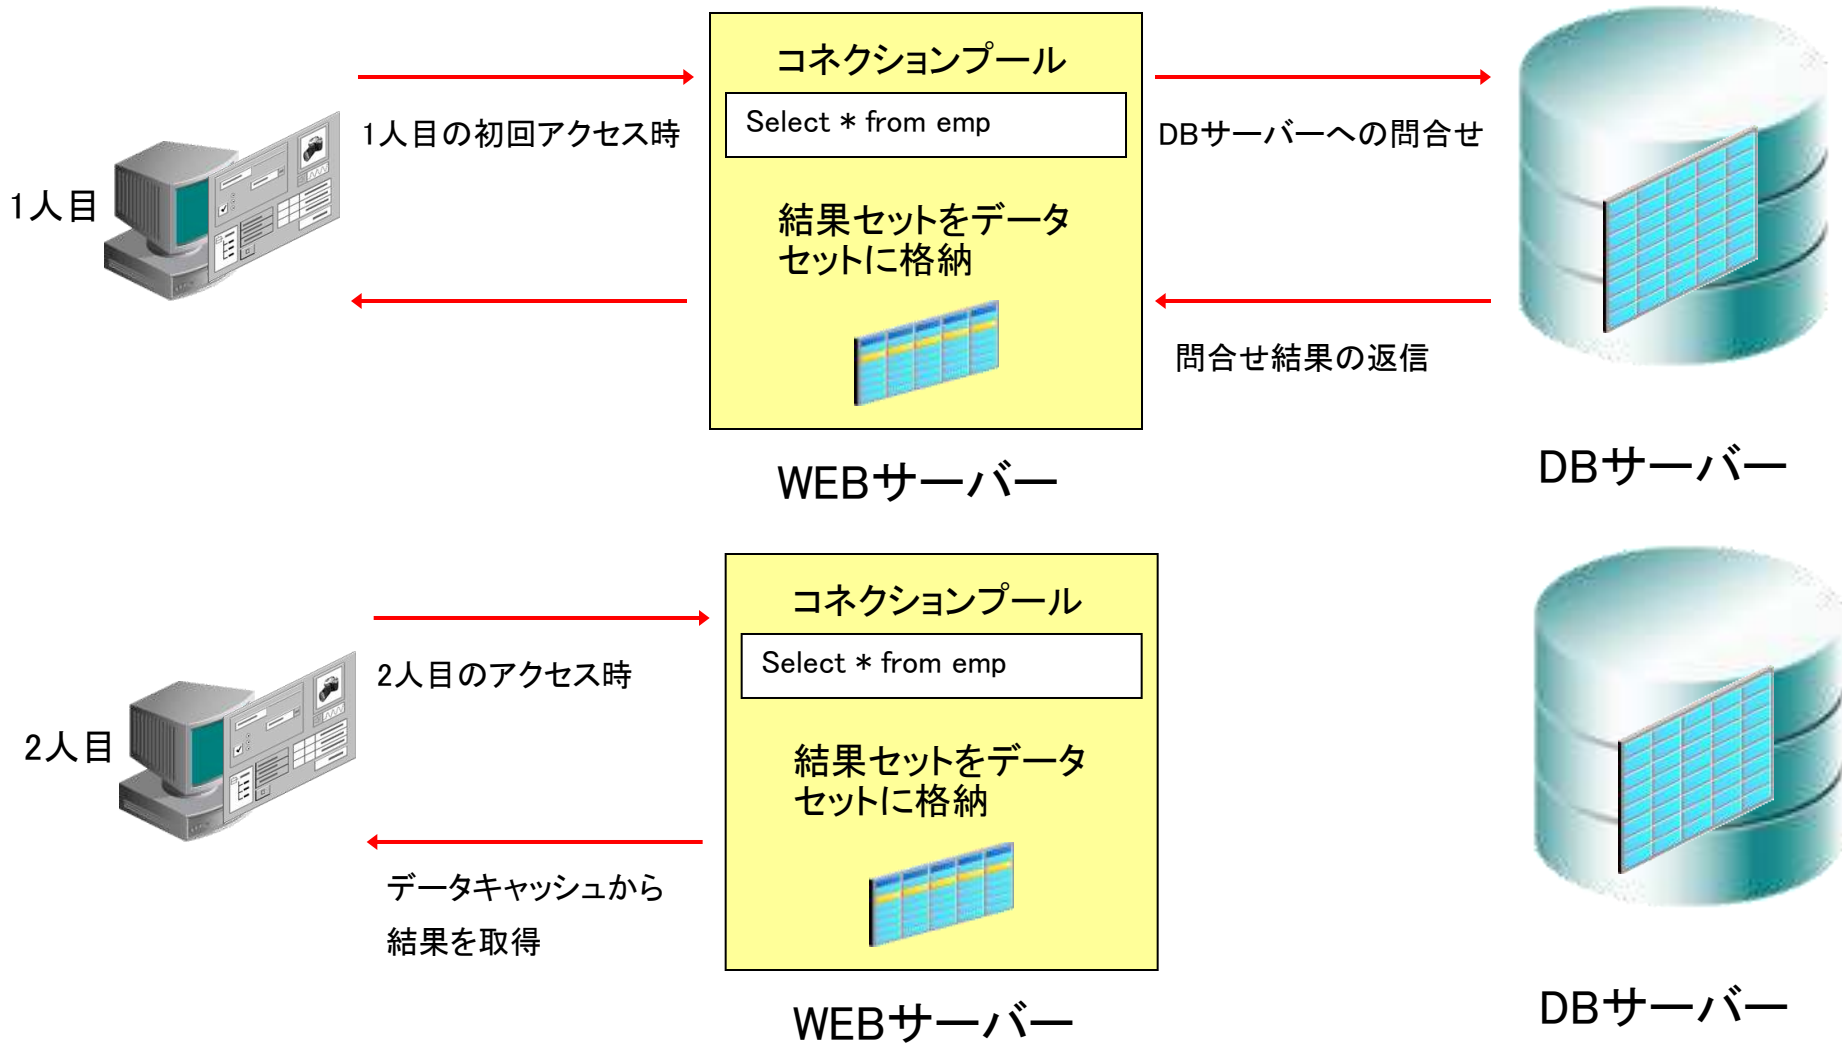 コネクションプール
Select * from emp
1人目の初回アクセス時
DBサーバーへの問合せ
1人目
結果セットをデータ
セットに格納
問合せ結果の返信
WEBサーバー
DBサーバー
コネクションプール
Select * from emp
2人目のアクセス時
2人目
結果セットをデータ
セットに格納
データキャッシュから
結果を取得
WEBサーバー
DBサーバー